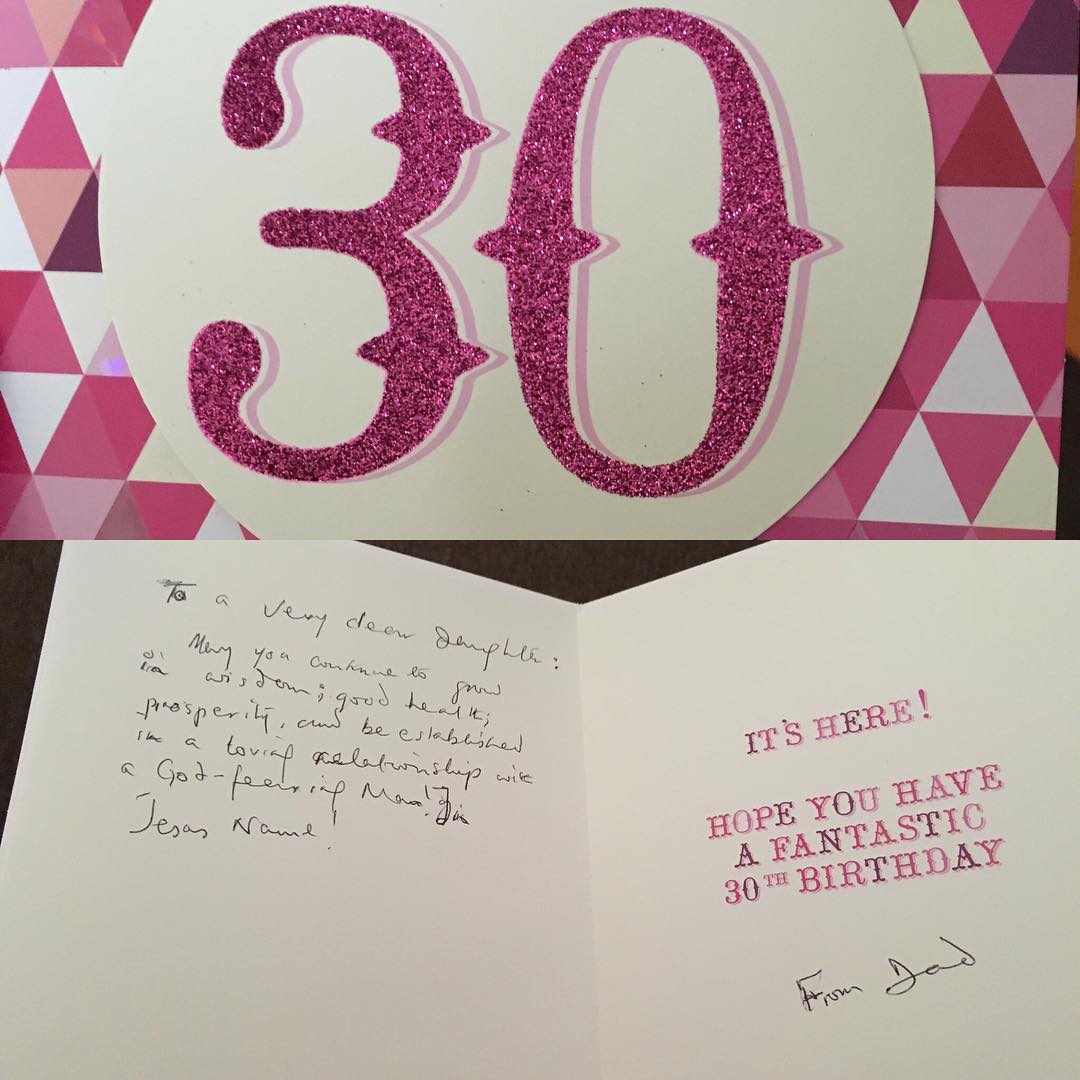 30
To a very dear Daughter:
May you continue to grow
in wisdom; good health;
prosperity, and be established
in a loving relationship with
a God-fearing Man! In
Jesus Name!
IT'S HERE!
HOPE YOU HAVE
A FANTASTIC
30TH BIRTHDAY
From Dad